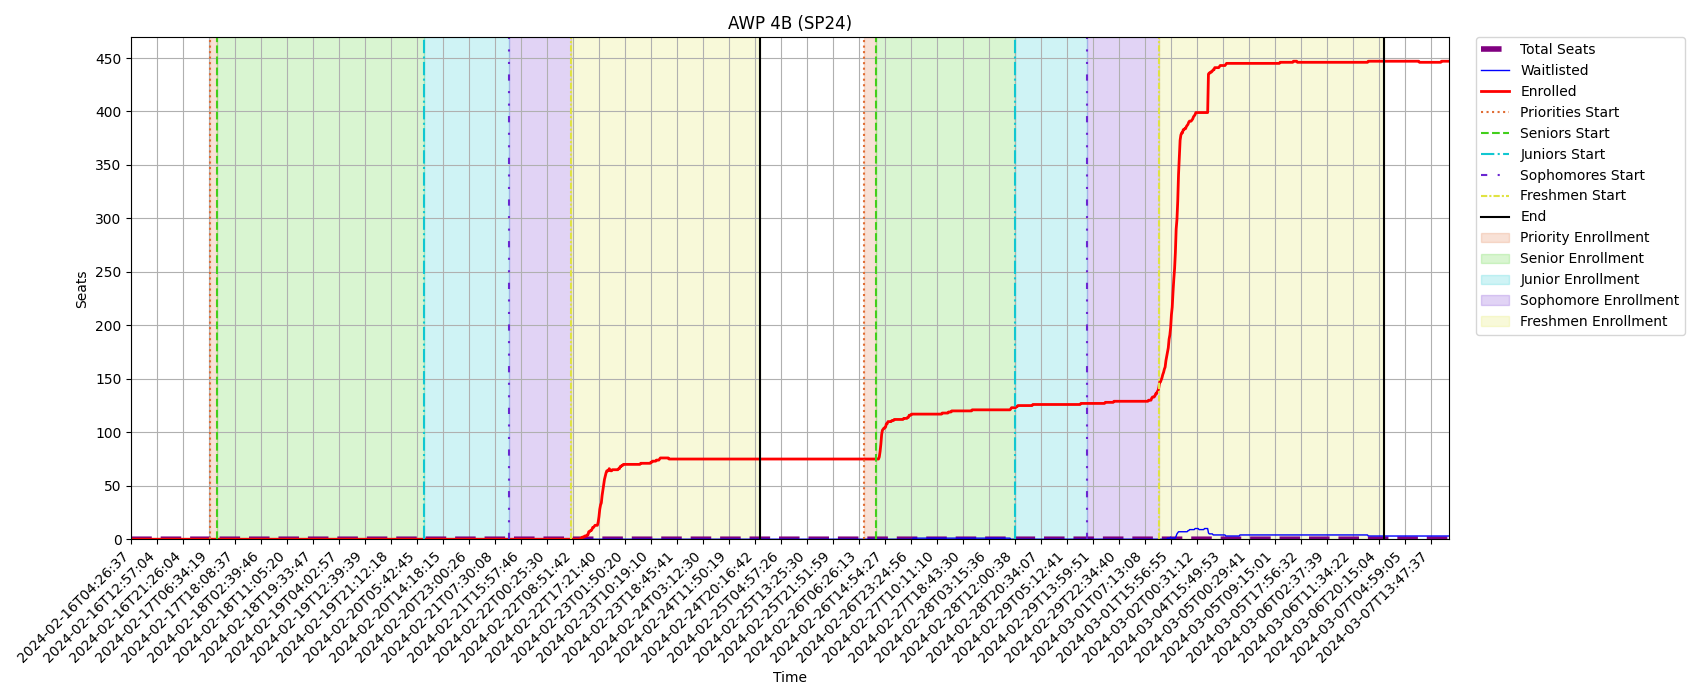 AWP 4B (SP24)
Seats
450
400
350
300
250
200
150
100
50
0
2024-02-16T04:26:37
2024-02-16T12:57:04
2024-02-16T21:26:04
2024-02-17T06:34:19
2024-02-17T18:08:37
2024-02-18T02:39:46
2024-02-18T11:05:20
2024-02-18T19:33:47
2024-02-19T04:02:57
2024-02-19T12:39:39
2024-02-19T21:12:18
2024-02-20T05:42:45
2024-02-20T14:18:15
2024-02-20T23:00:26
2024-02-21T07:30:08
2024-02-21T15:57:46
2024-02-22T00:25:30
2024-02-22T08:51:42
2024-02-22T17:21:40
2024-02-23T01:50:20
2024-02-23T10:19:10
2024-02-23T18:45:41
2024-02-24T03:12:30
2024-02-24T11:50:19
2024-02-24T20:16:42
2024-02-25T04:57:26
2024-02-25T13:25:30
2024-02-25T21:51:59
2024-02-26T06:26:13
2024-02-26T14:54:27
2024-02-26T23:24:56
2024-02-27T10:11:10
2024-02-27T18:43:30
2024-02-28T03:15:36
2024-02-28T12:00:38
2024-02-28T20:34:07
2024-02-29T05:12:41
2024-02-29T13:59:51
2024-02-29T22:34:40
2024-03-01T07:13:08
2024-03-01T15:56:55
2024-03-02T00:31:12
2024-03-04T15:49:53
2024-03-05T00:29:41
2024-03-05T09:15:01
2024-03-05T17:56:32
2024-03-06T02:37:39
2024-03-06T11:34:22
2024-03-06T20:15:04
2024-03-07T04:59:05
2024-03-07T13:47:37
Time
Total Seats
Waitlisted
Enrolled
Priorities Start
Seniors Start
Juniors Start
Sophomores Start
Freshmen Start
End
Priority Enrollment
Senior Enrollment
Junior Enrollment
Sophomore Enrollment
Freshmen Enrollment